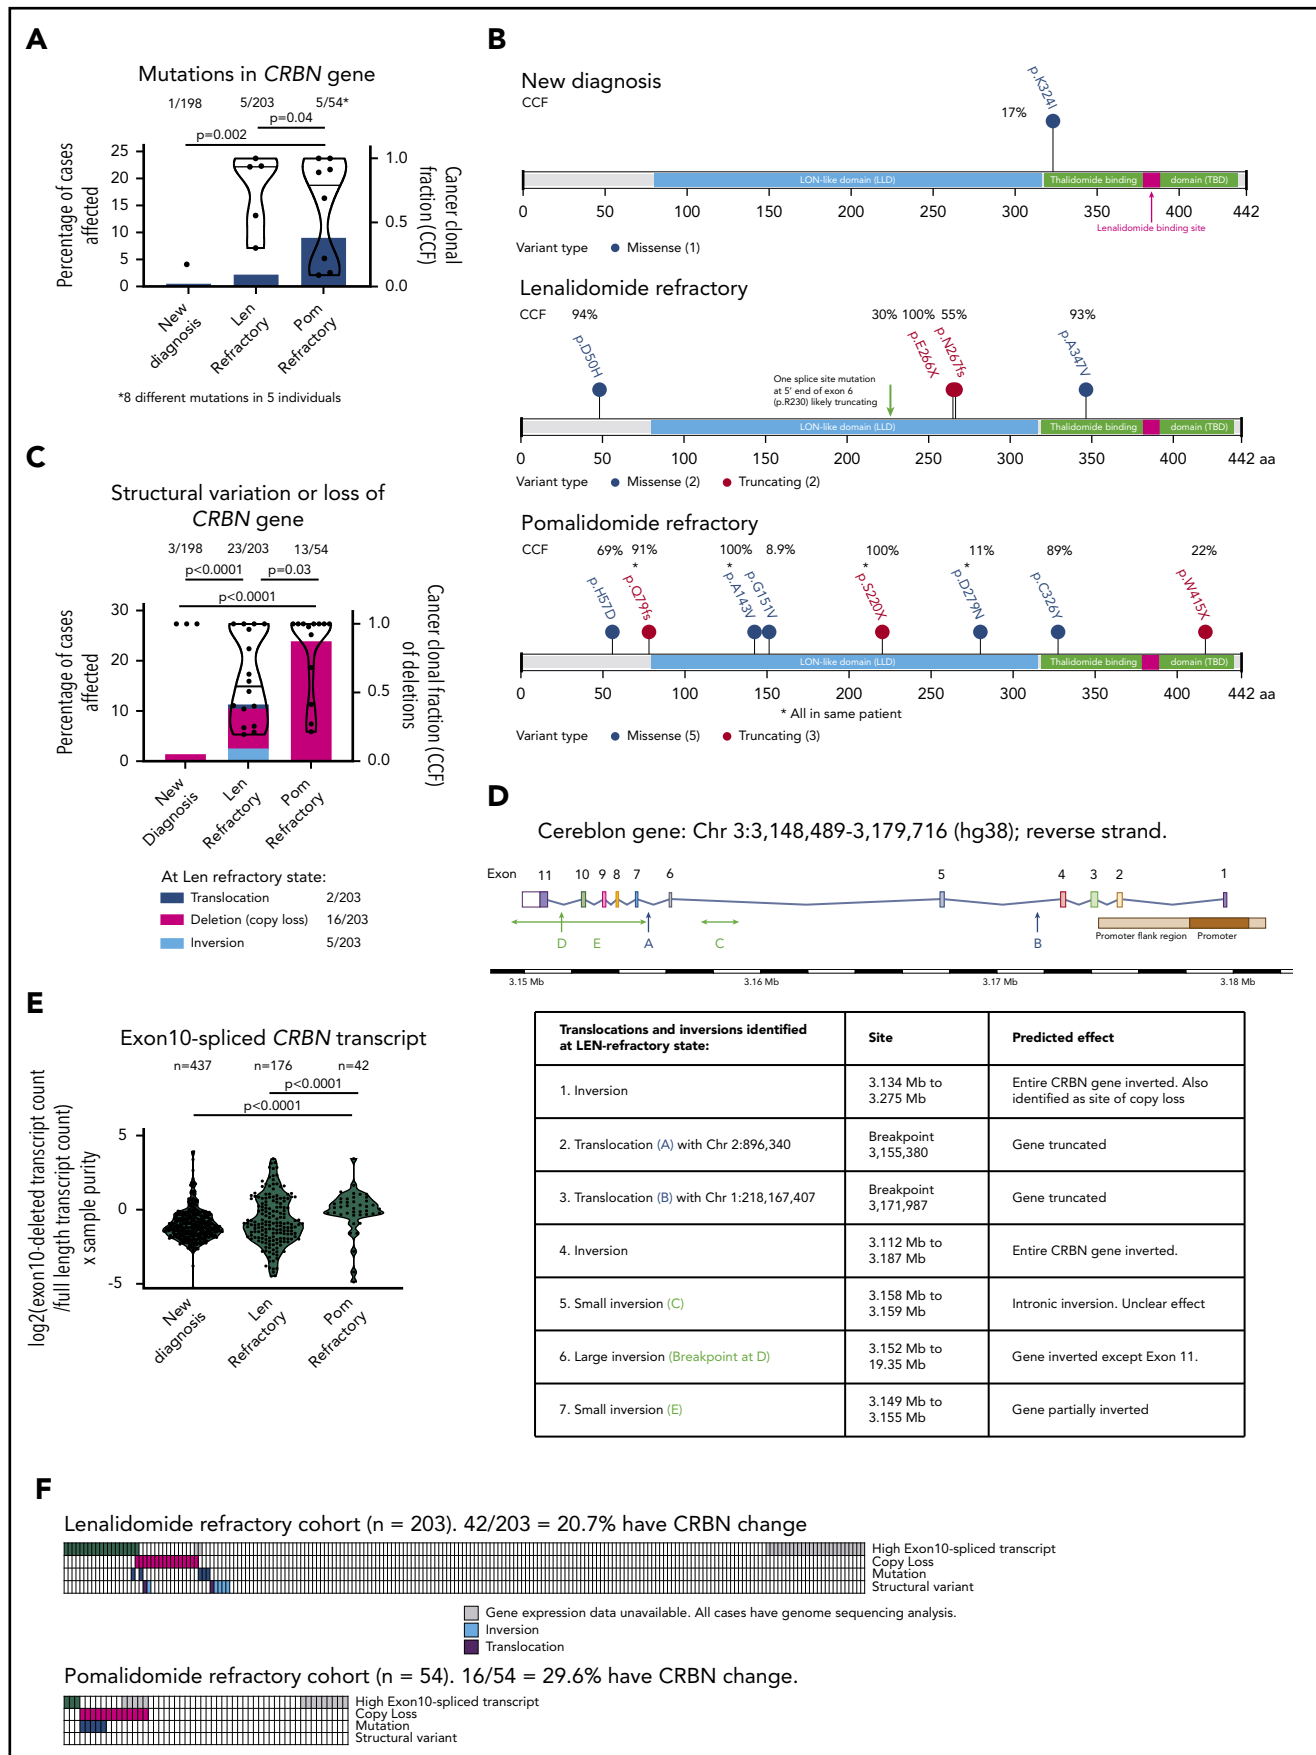 A
Mutations in CRBN gene
1/198 5/203 5/54*
p=0.04
p=0.002
25
20
15
10
5
0
Percentage of cases
affected
1.0
0.5
0.0
Cancer clonal
fraction (CCF)
New
diagnosis
Len
Refractory
Pom
Refractory
*8 different mutations in 5 individuals
B
New diagnosis
CCF
17%
p.K324I
LON-like domain (LLD)
Thalidomide binding
domain (TBD)
0 50 100 150 200 250 300 350 400 442
Lenalidomide binding site
Variant type Missense (1)
Lenalidomide refractory
CCF 94% 30% 100% 55% 93%
p.D50H
p.E266X
p.N267fs
p.A347V
One splice site mutation
at 5' end of exon 6
(p.R230) likely truncating
LON-like domain (LLD)
Thalidomide binding
domain (TBD)
0 50 100 150 200 250 300 350 400 442 aa
Variant type Missense (2) Truncating (2)
Pomalidomide refractory
CCF 69% 91% 100% 8.9% 100% 11% 89% 22%
* * * *
p.H57D
p.Q79fs
p.A143V
p.G151V
p.S220X
p.D279N
p.C326Y
p.W415X
LON-like domain (LLD)
Thalidomide binding
domain (TBD)
0 50 100 150 200 250 300 350 400 442 aa
* All in same patient
Variant type Missense (5) Truncating (3)
C
Structural variation or loss of
CRBN gene
3/198 23/203 13/54
p<0.0001 p=0.03
p<0.0001
30
20
10
0
Percentage of cases
affected
1.0
0.5
0.0
Cancer clonal fraction (CCF)
of deletions
New
Diagnosis
Len
Refractory
Pom
Refractory
At Len refractory state:
Translocation 2/203
Deletion (copy loss) 16/203
Inversion 5/203
D
Cereblon gene: Chr 3:3,148,489-3,179,716 (hg38); reverse strand.
Exon 11 10 9 8 7 6 5 4 3 2 1
D E A C B
Promoter flank region Promoter
3.15 Mb 3.16 Mb 3.17 Mb 3.18 Mb
Translocations and inversions identified
at LEN-refractory state:
Site
Predicted effect
1. Inversion
3.134 Mb to
3.275 Mb
Entire CRBN gene inverted. Also
identified as site of copy loss
2. Translocation (A) with Chr 2:896,340
Breakpoint
3,155,380
Gene truncated
3. Translocation (B) with Chr 1:218,167,407
Breakpoint
3,171,987
Gene truncated
4. Inversion
3.112 Mb to
3.187 Mb
Entire CRBN gene inverted.
5. Small inversion (C)
3.158 Mb to
3.159 Mb
Intronic inversion. Unclear effect
6. Large inversion (Breakpoint at D)
3.152 Mb to
19.35 Mb
Gene inverted except Exon 11.
7. Small inversion (E)
3.149 Mb to
3.155 Mb
Gene partially inverted
E
Exon10-spliced CRBN transcript
n=437 n=176 n=42
p<0.0001
p<0.0001
5
0
-5
log2(exon10-deleted transcript count
/full length transcript count)
x sample purity
New
diagnosis
Len
Refractory
Pom
Refractory
F
Lenalidomide refractory cohort (n = 203). 42/203 = 20.7% have CRBN change
High Exon10-spliced transcript
Copy Loss
Mutation
Structural variant
Gene expression data unavailable. All cases have genome sequencing analysis.
Inversion
Translocation
Pomalidomide refractory cohort (n = 54). 16/54 = 29.6% have CRBN change.
High Exon10-spliced transcript
Copy Loss
Mutation
Structural variant